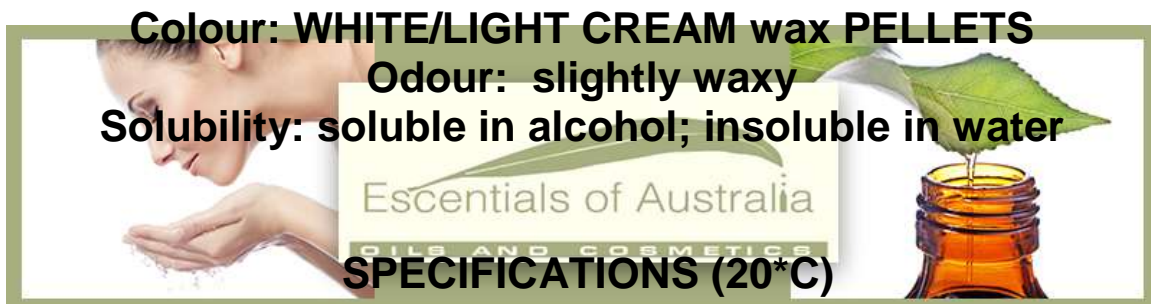 Colour: WHITE/LIGHT CREAM wax PELLETS
Odour: slightly waxy
Solubility: soluble in alcohol; insoluble in water
Escentials of Australia
OILS AND COSMETICS
SPECIFICATIONS (20*C)